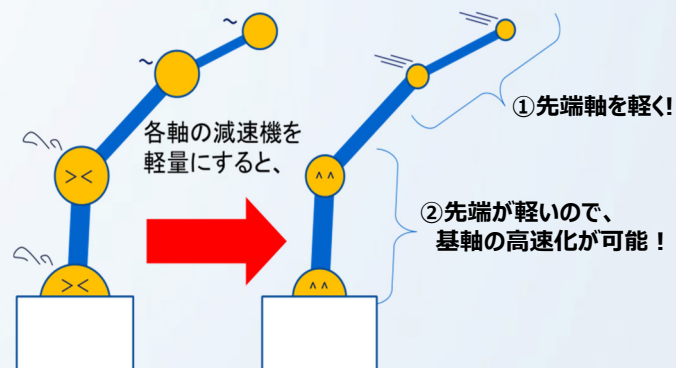 各軸の減速機を
軽量にすると、
①先端軸を軽く!
②先端が軽いので、
基軸の高速化が可能！